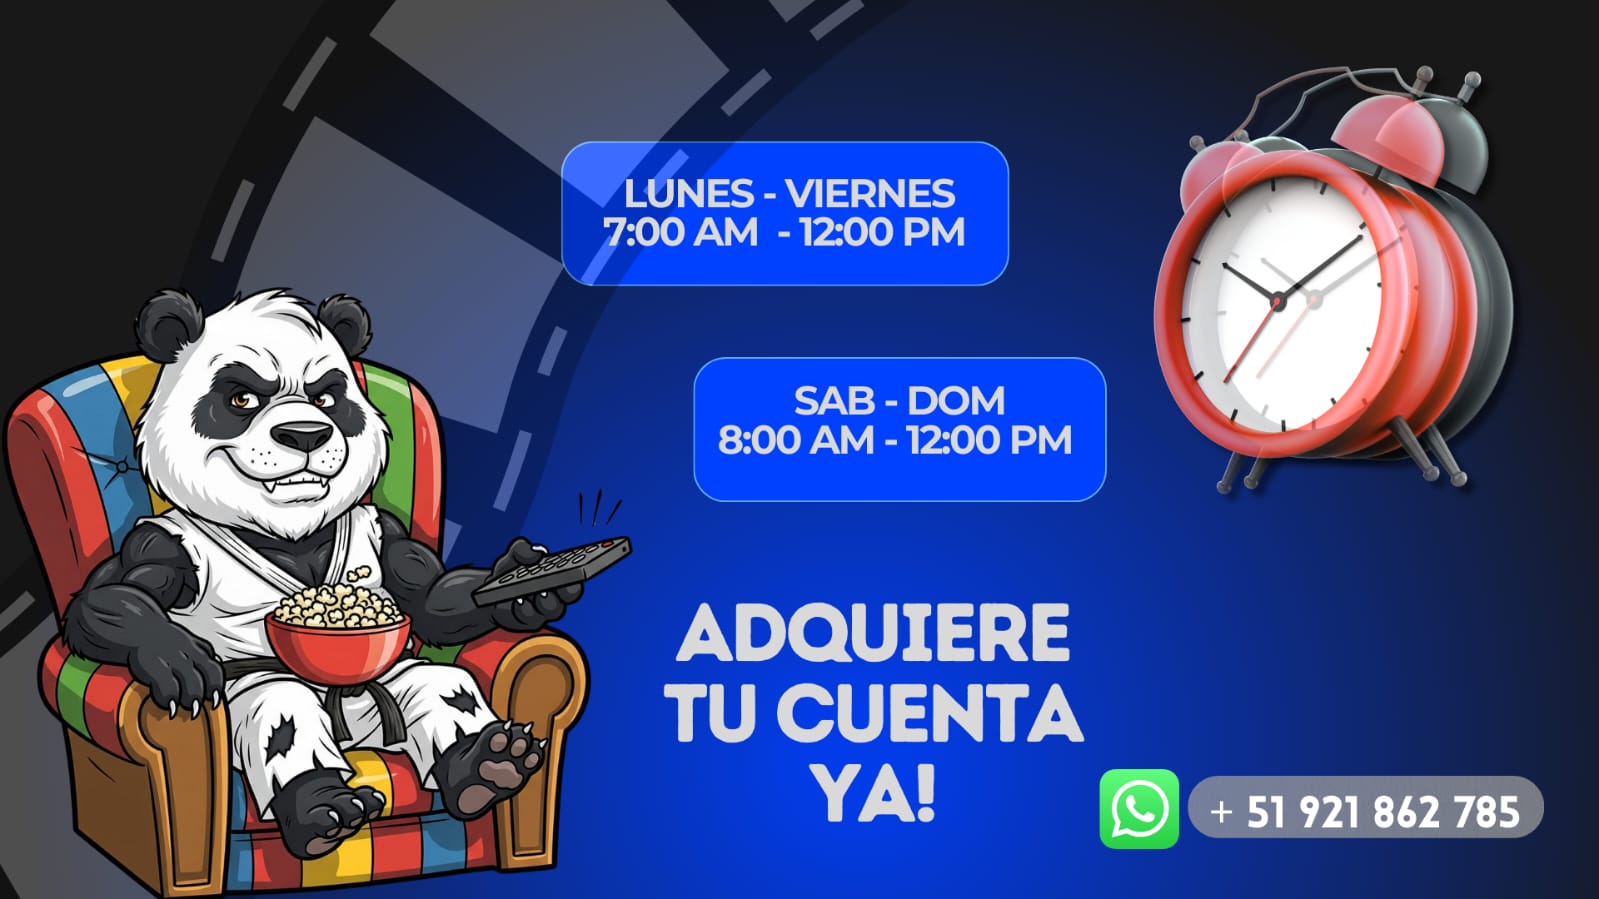 LUNES - VIERNES
7:00 AM - 12:00 PM
SAB - DOM
8:00 AM - 12:00 PM
ADQUIERE
TU CUENTA
YA!
+ 51 921 862 785